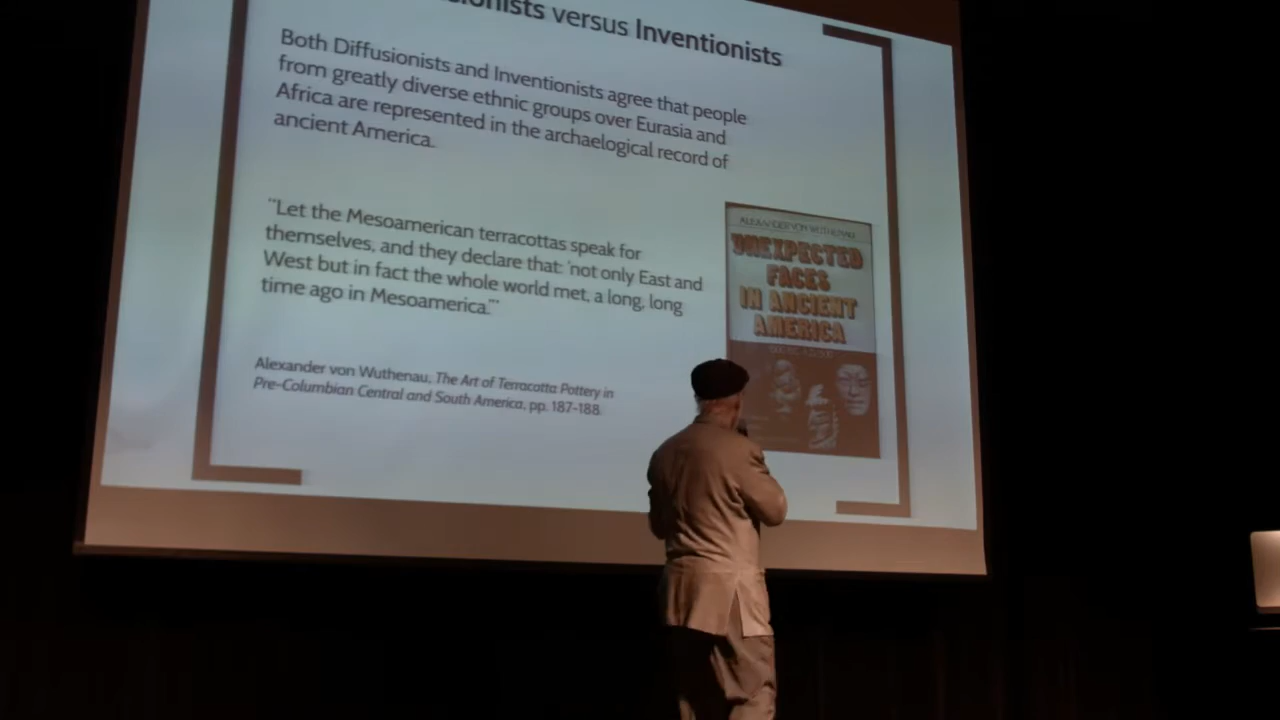 versus Inventionists
Both Diffusionists and Inventionists agree that people
from greatly diverse ethnic groups over Eurasia and
Africa are represented in the archaelogical record of
ancient America.
"Let the Mesoamerican terracottas speak for
themselves, and they declare that: 'not only East and
West but in fact the whole world met, a long, long
time ago in Mesoamerica.'"
Alexander von Wuthenau, The Art of Terracotta Pottery in
Pre-Columbian Central and South America, pp. 187-188.
ALEXANDER VON WUTHENAU
UNEXPECTED
FACES
IN ANCIENT
AMERICA